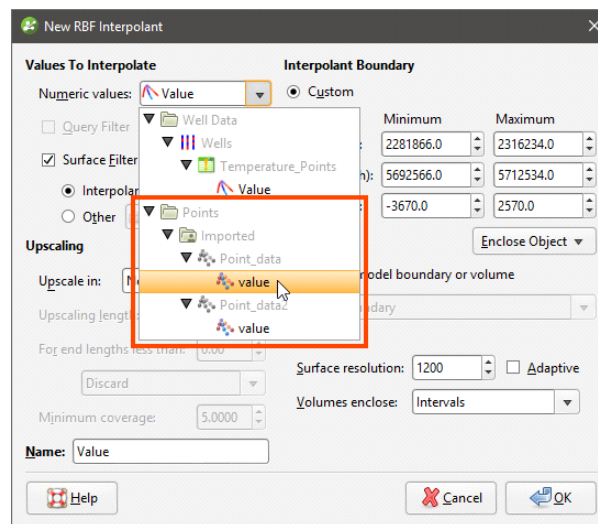 New RBF Interpolant
Values To Interpolate
Numeric values: Value
Well Data
Wells
Temperature_Points
Value
Points
Imported
Point_data
value
Point_data2
value
Query Filter
Surface Filter
Interpolan
Other
Upscaling
Upscale in: N
Upscaling length:
For end lengths less than: 0.00
Discard
Minimum coverage: 5.0000
Name: Value
Interpolant Boundary
Custom
Minimum Maximum
: 2281866.0 2316234.0
h): 5692566.0 5712534.0
: -3670.0 2570.0
Enclose Object
odel boundary or volume
dary
Surface resolution: 1200 Adaptive
Volumes enclose: Intervals
Help Cancel OK